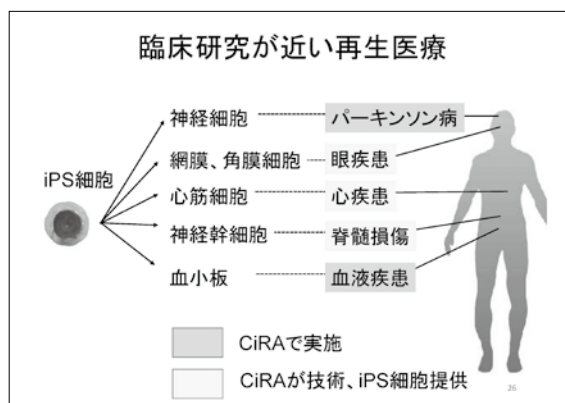 臨床研究が近い再生医療
神経細胞 パーキンソン病
網膜、角膜細胞 眼疾患
iPS細胞
心筋細胞 心疾患
神経幹細胞 脊髄損傷
血小板 血液疾患
CiRAで実施
CiRAが技術、iPS細胞提供
26